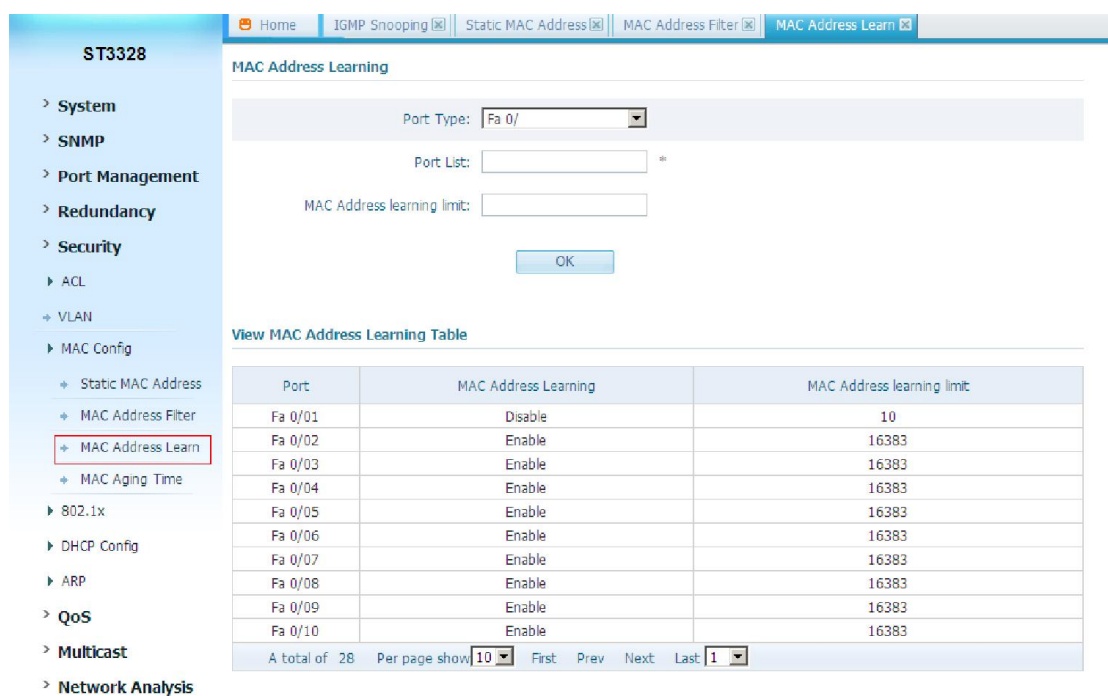 Home IGMP Snooping Static MAC Address MAC Address Filter MAC Address Learn
ST3328
System
SNMP
Port Management
Redundancy
Security
ACL
VLAN
MAC Config
Static MAC Address
MAC Address Filter
MAC Address Learn
MAC Aging Time
802.1x
DHCP Config
ARP
QoS
Multicast
Network Analysis
MAC Address Learning
Port Type: Fa 0/
Port List: *
MAC Address learning limit:
OK
View MAC Address Learning Table
Port MAC Address Learning MAC Address learning limit
Fa 0/01 Disable 10
Fa 0/02 Enable 16383
Fa 0/03 Enable 16383
Fa 0/04 Enable 16383
Fa 0/05 Enable 16383
Fa 0/06 Enable 16383
Fa 0/07 Enable 16383
Fa 0/08 Enable 16383
Fa 0/09 Enable 16383
Fa 0/10 Enable 16383
A total of 28 Per page show 10 First Prev Next Last 1